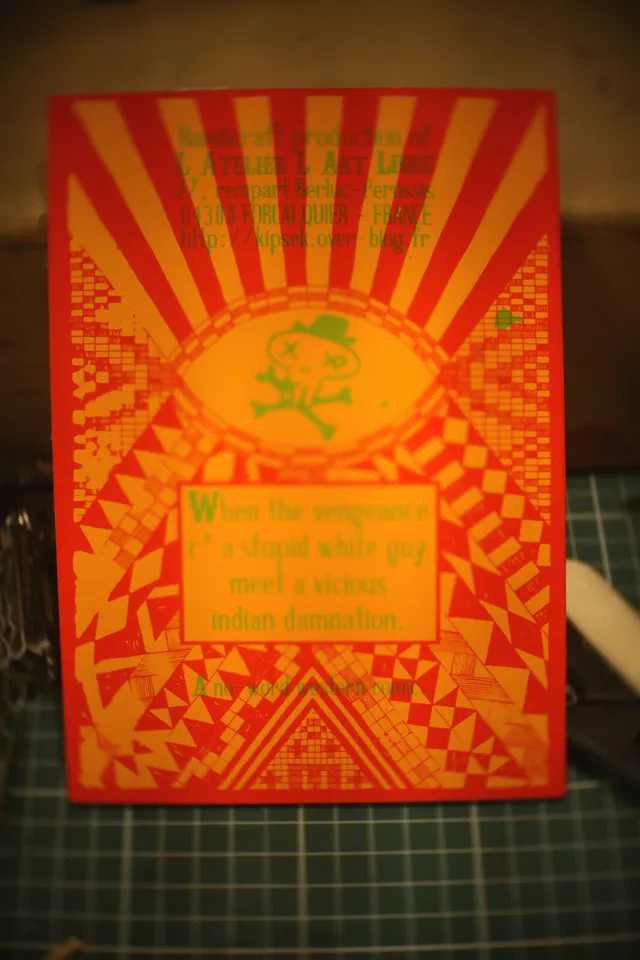 Handicraft production of
L ATELIER L ART LIBRE
27, rempart Berluc-Perussis
04300 FORCALQUIER - FRANCE
http://kipsek.over-blog.fr
When the vengeance
of a stupid white guy
meet a vicious
indian damnation.
A no-word western comic.